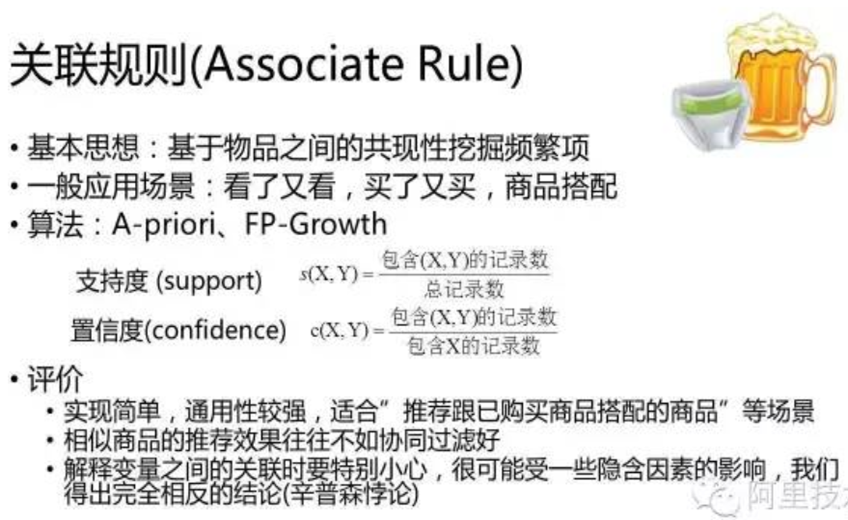 关联规则(Associate Rule)
• 基本思想：基于物品之间的共现性挖掘频繁项
• 一般应用场景：看了又看，买了又买，商品搭配
• 算法：A-priori、FP-Growth
支持度 (support) s(X, Y) = 包含(X,Y)的记录数
总记录数
置信度(confidence) c(X, Y) = 包含(X,Y)的记录数
包含X的记录数
• 评价
• 实现简单，通用性较强，适合”推荐跟已购买商品搭配的商品”等场景
• 相似商品的推荐效果往往不如协同过滤好
• 解释变量之间的关联时要特别小心，很可能受一些隐含因素的影响，我们
得出完全相反的结论(辛普森悖论)
阿里技